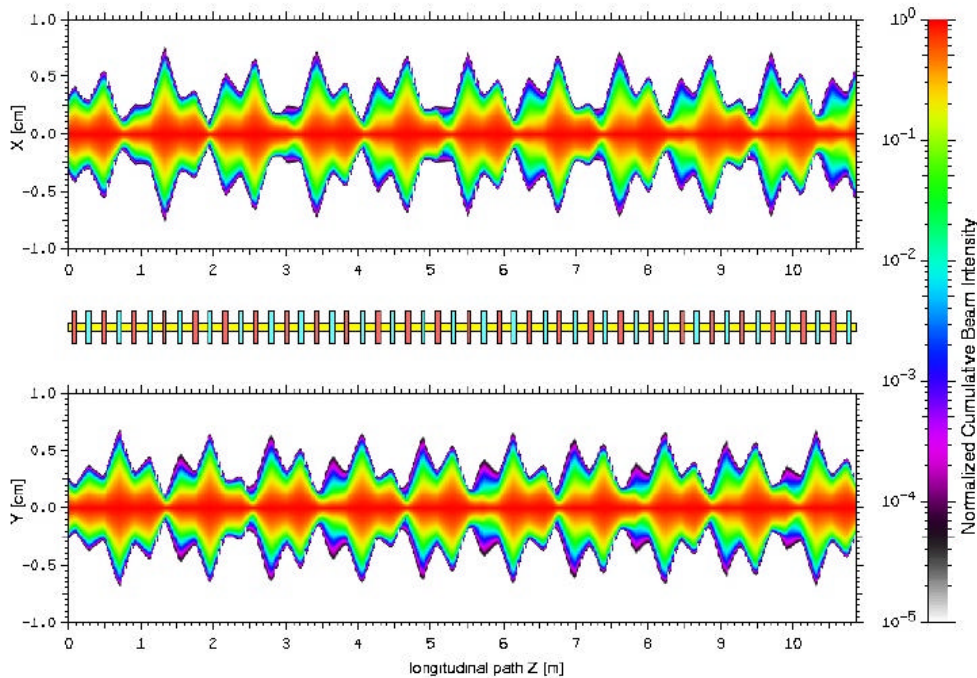 1.0
0.5
0.0
-0.5
-1.0
X [cm]
0 1 2 3 4 5 6 7 8 9 10
1.0
0.5
0.0
-0.5
-1.0
Y [cm]
0 1 2 3 4 5 6 7 8 9 10
longitudinal path Z [m]
10⁰
10⁻¹
10⁻²
10⁻³
10⁻⁴
10⁻⁵
Normalized Cumulative Beam Intensity